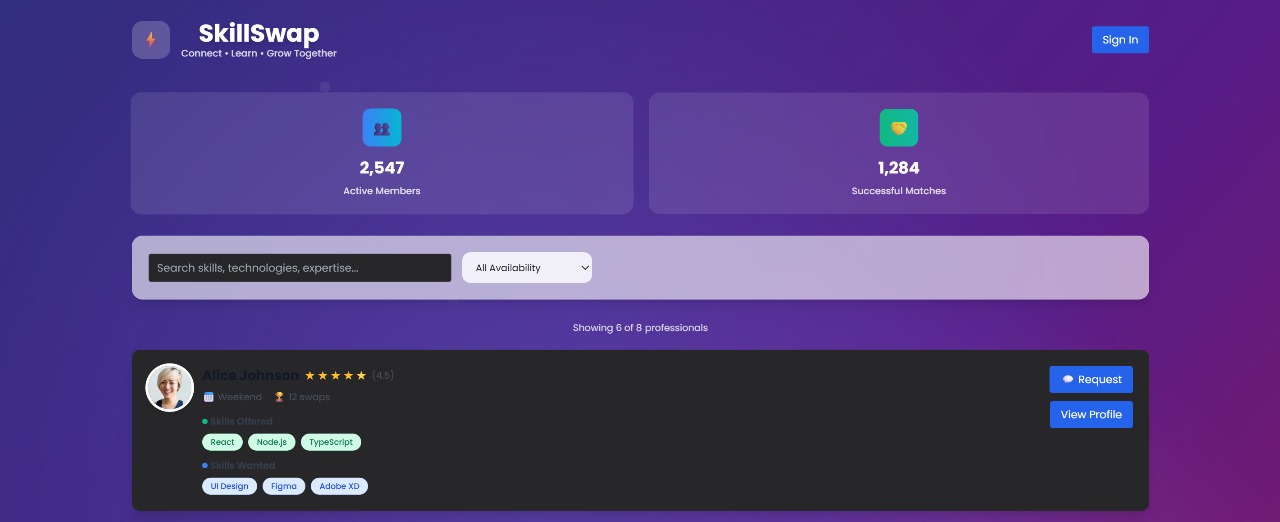 SkillSwap
Connect • Learn • Grow Together
Sign In
2,547
Active Members
1,284
Successful Matches
Search skills, technologies, expertise...
All Availability
Showing 6 of 8 professionals
Alice Johnson ★★★★★ (4.5)
Weekend 12 swaps
Skills Offered
React Node.js TypeScript
Skills Wanted
UI Design Figma Adobe XD
Request
View Profile